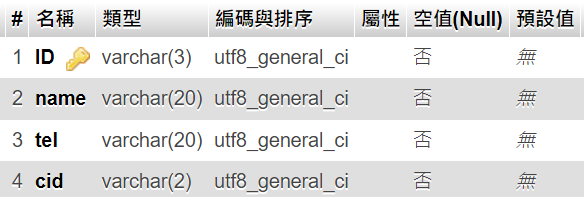 # 名稱 類型 編碼與排序 屬性 空值(Null) 預設值
1 ID varchar(3) utf8_general_ci 否 無
2 name varchar(20) utf8_general_ci 否 無
3 tel varchar(20) utf8_general_ci 否 無
4 cid varchar(2) utf8_general_ci 否 無